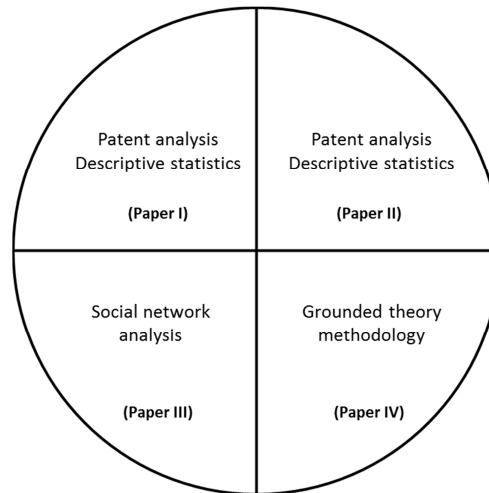 Patent analysis
Descriptive statistics
(Paper I)
Patent analysis
Descriptive statistics
(Paper II)
Social network
analysis
(Paper III)
Grounded theory
methodology
(Paper IV)